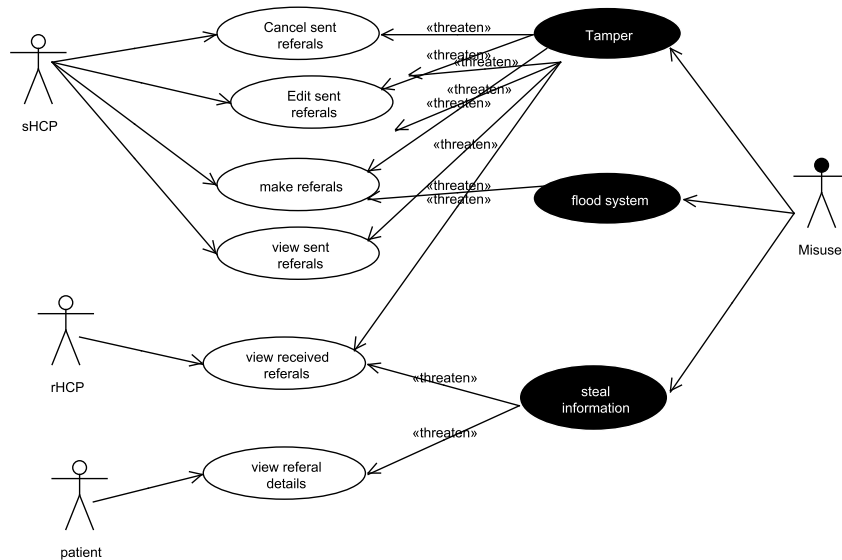 Cancel sent
referals
«threaten»
Tamper
«threaten»
«threaten»
Edit sent
referals
«threaten»
«threaten»
sHCP
«threaten»
make referals
«threaten»
«threaten»
flood system
view sent
referals
Misuse
view received
referals
rHCP
«threaten»
steal
information
«threaten»
view referal
details
patient